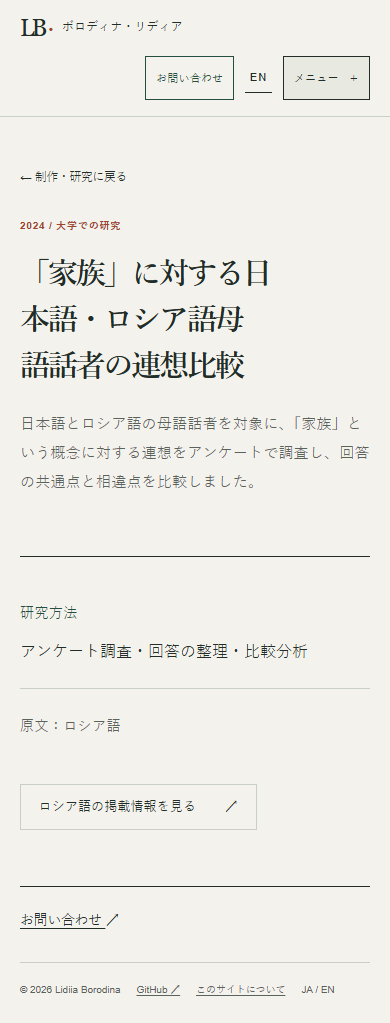 LB. ボロディナ・リディア
お問い合わせ EN メニュー +
← 制作・研究に戻る
2024 / 大学での研究
「家族」に対する日
本語・ロシア語母
語話者の連想比較
日本語とロシア語の母語話者を対象に、「家族」と
いう概念に対する連想をアンケートで調査し、回答
の共通点と相違点を比較しました。
研究方法
アンケート調査・回答の整理・比較分析
原文：ロシア語
ロシア語の掲載情報を見る ↗
お問い合わせ ↗
© 2026 Lidiia Borodina GitHub ↗ このサイトについて JA / EN